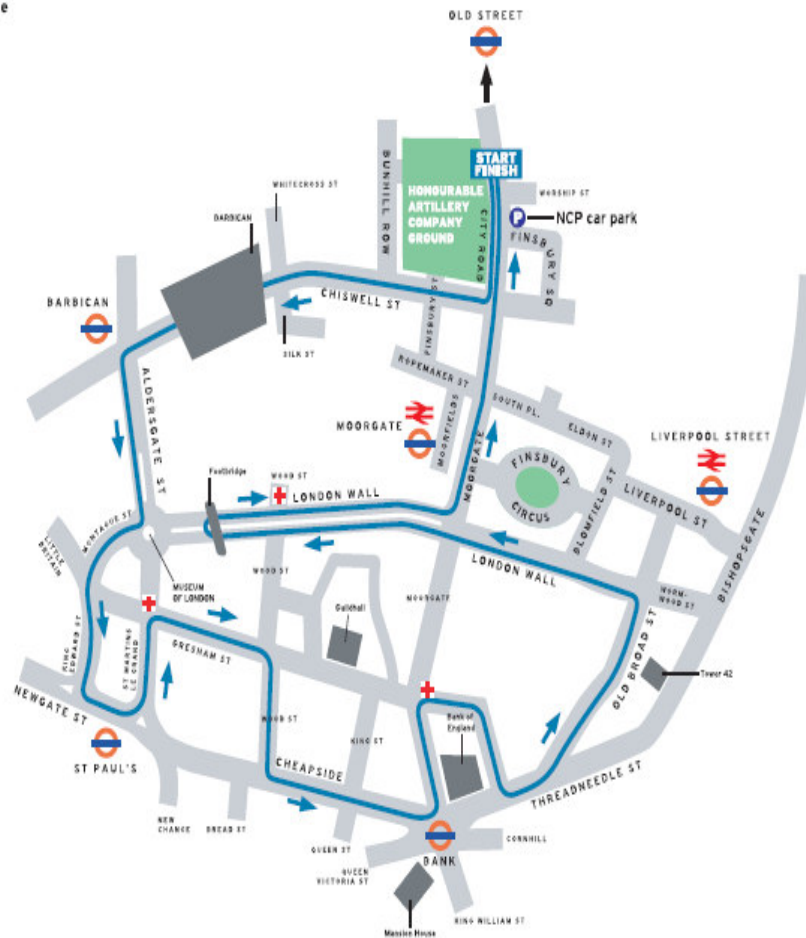 e
OLD STREET
START
FINISH
BUNHILL ROW
HONOURABLE
ARTILLERY
COMPANY
GROUND
CITY ROAD
WORSHIP ST
P
NCP car park
FINSBURY SQ
WHITECROSS ST
BARBICAN
BARBICAN
CHISWELL ST
SILK ST
FINSBURY ST
ROPEMAKER ST
ALDERSGATE ST
MOORGATE
MOORFIELDS
MOORGATE
SOUTH PL.
ELDON ST
LIVERPOOL STREET
FINSBURY
CIRCUS
BLOMFIELD ST
LIVERPOOL ST
BISHOPSGATE
Footbridge
WOOD ST
LONDON WALL
MONTAGUE ST
LITTLE
BRITAIN
MUSEUM
OF LONDON
WOOD ST
LONDON WALL
MOORGATE
WORM-
WOOD ST
Guildhall
KING
EDWARD ST
ST MARTINS
LE GRAND
GRESHAM ST
OLD BROAD ST
Tower 42
NEWGATE ST
ST PAUL'S
WOOD ST
KING ST
Bank of
England
CHEAPSIDE
THREADNEEDLE ST
NEW
CHANGE
BREAD ST
QUEEN ST
QUEEN
VICTORIA ST
BANK
CORNHILL
KING WILLIAM ST
Mansion House